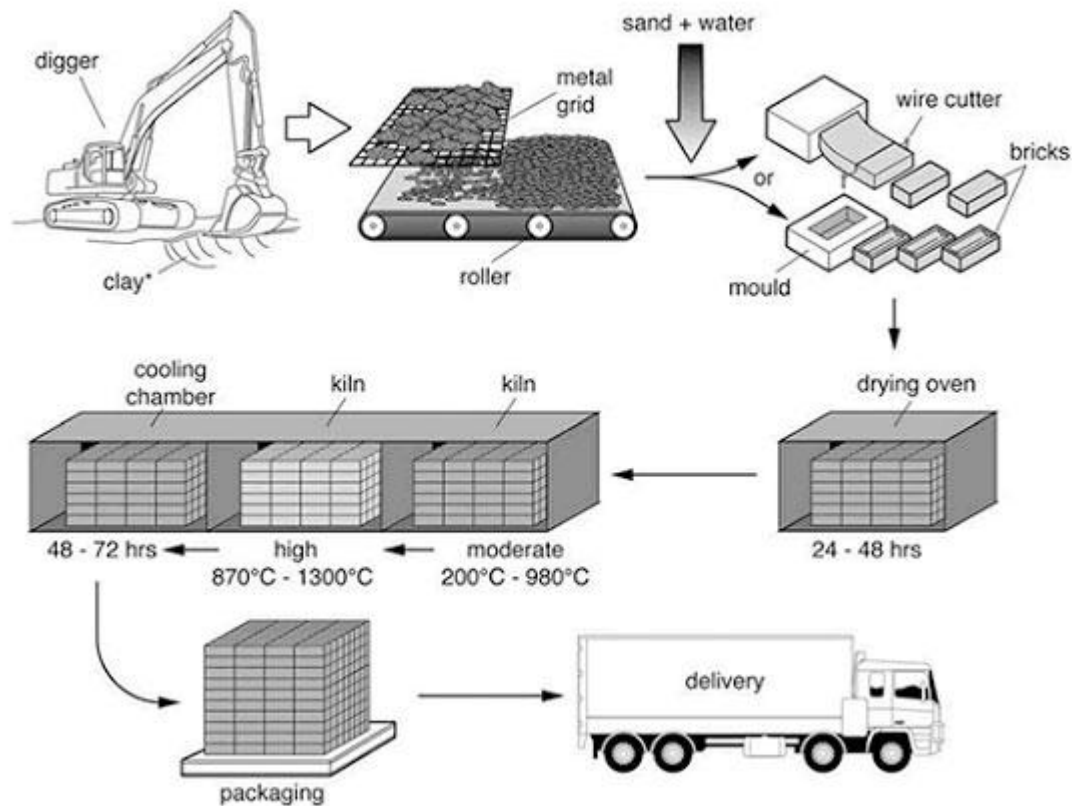 sand + water
digger
metal
grid
wire cutter
bricks
or
roller
clay*
mould
cooling
chamber
kiln
kiln
drying oven
48 - 72 hrs
high
moderate
24 - 48 hrs
870°C - 1300°C
200°C - 980°C
delivery
packaging